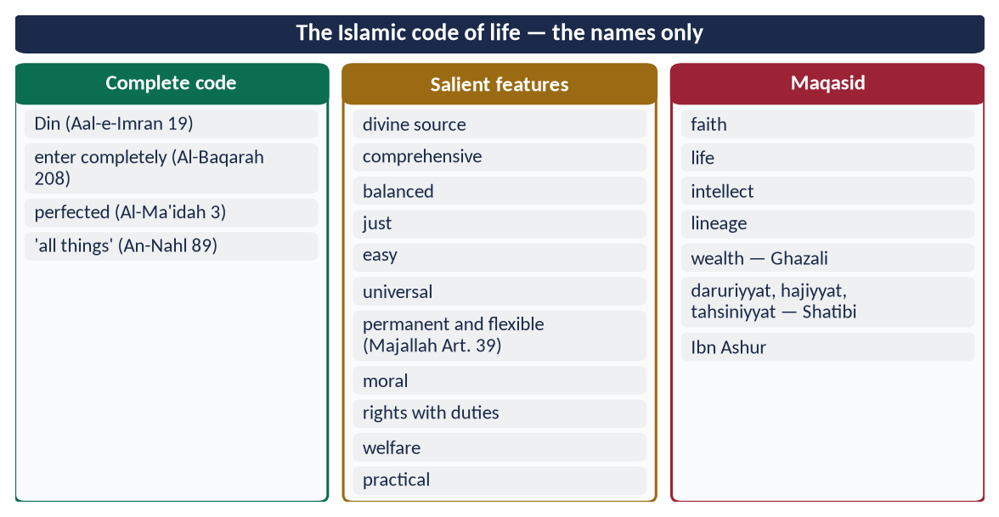 The Islamic code of life — the names only
Complete code
Din (Aal-e-Imran 19)
enter completely (Al-Baqarah
208)
perfected (Al-Ma'idah 3)
'all things' (An-Nahl 89)
Salient features
divine source
comprehensive
balanced
just
easy
universal
permanent and flexible
(Majallah Art. 39)
moral
rights with duties
welfare
practical
Maqasid
faith
life
intellect
lineage
wealth — Ghazali
daruriyyat, hajiyyat,
tahsiniyyat — Shatibi
Ibn Ashur